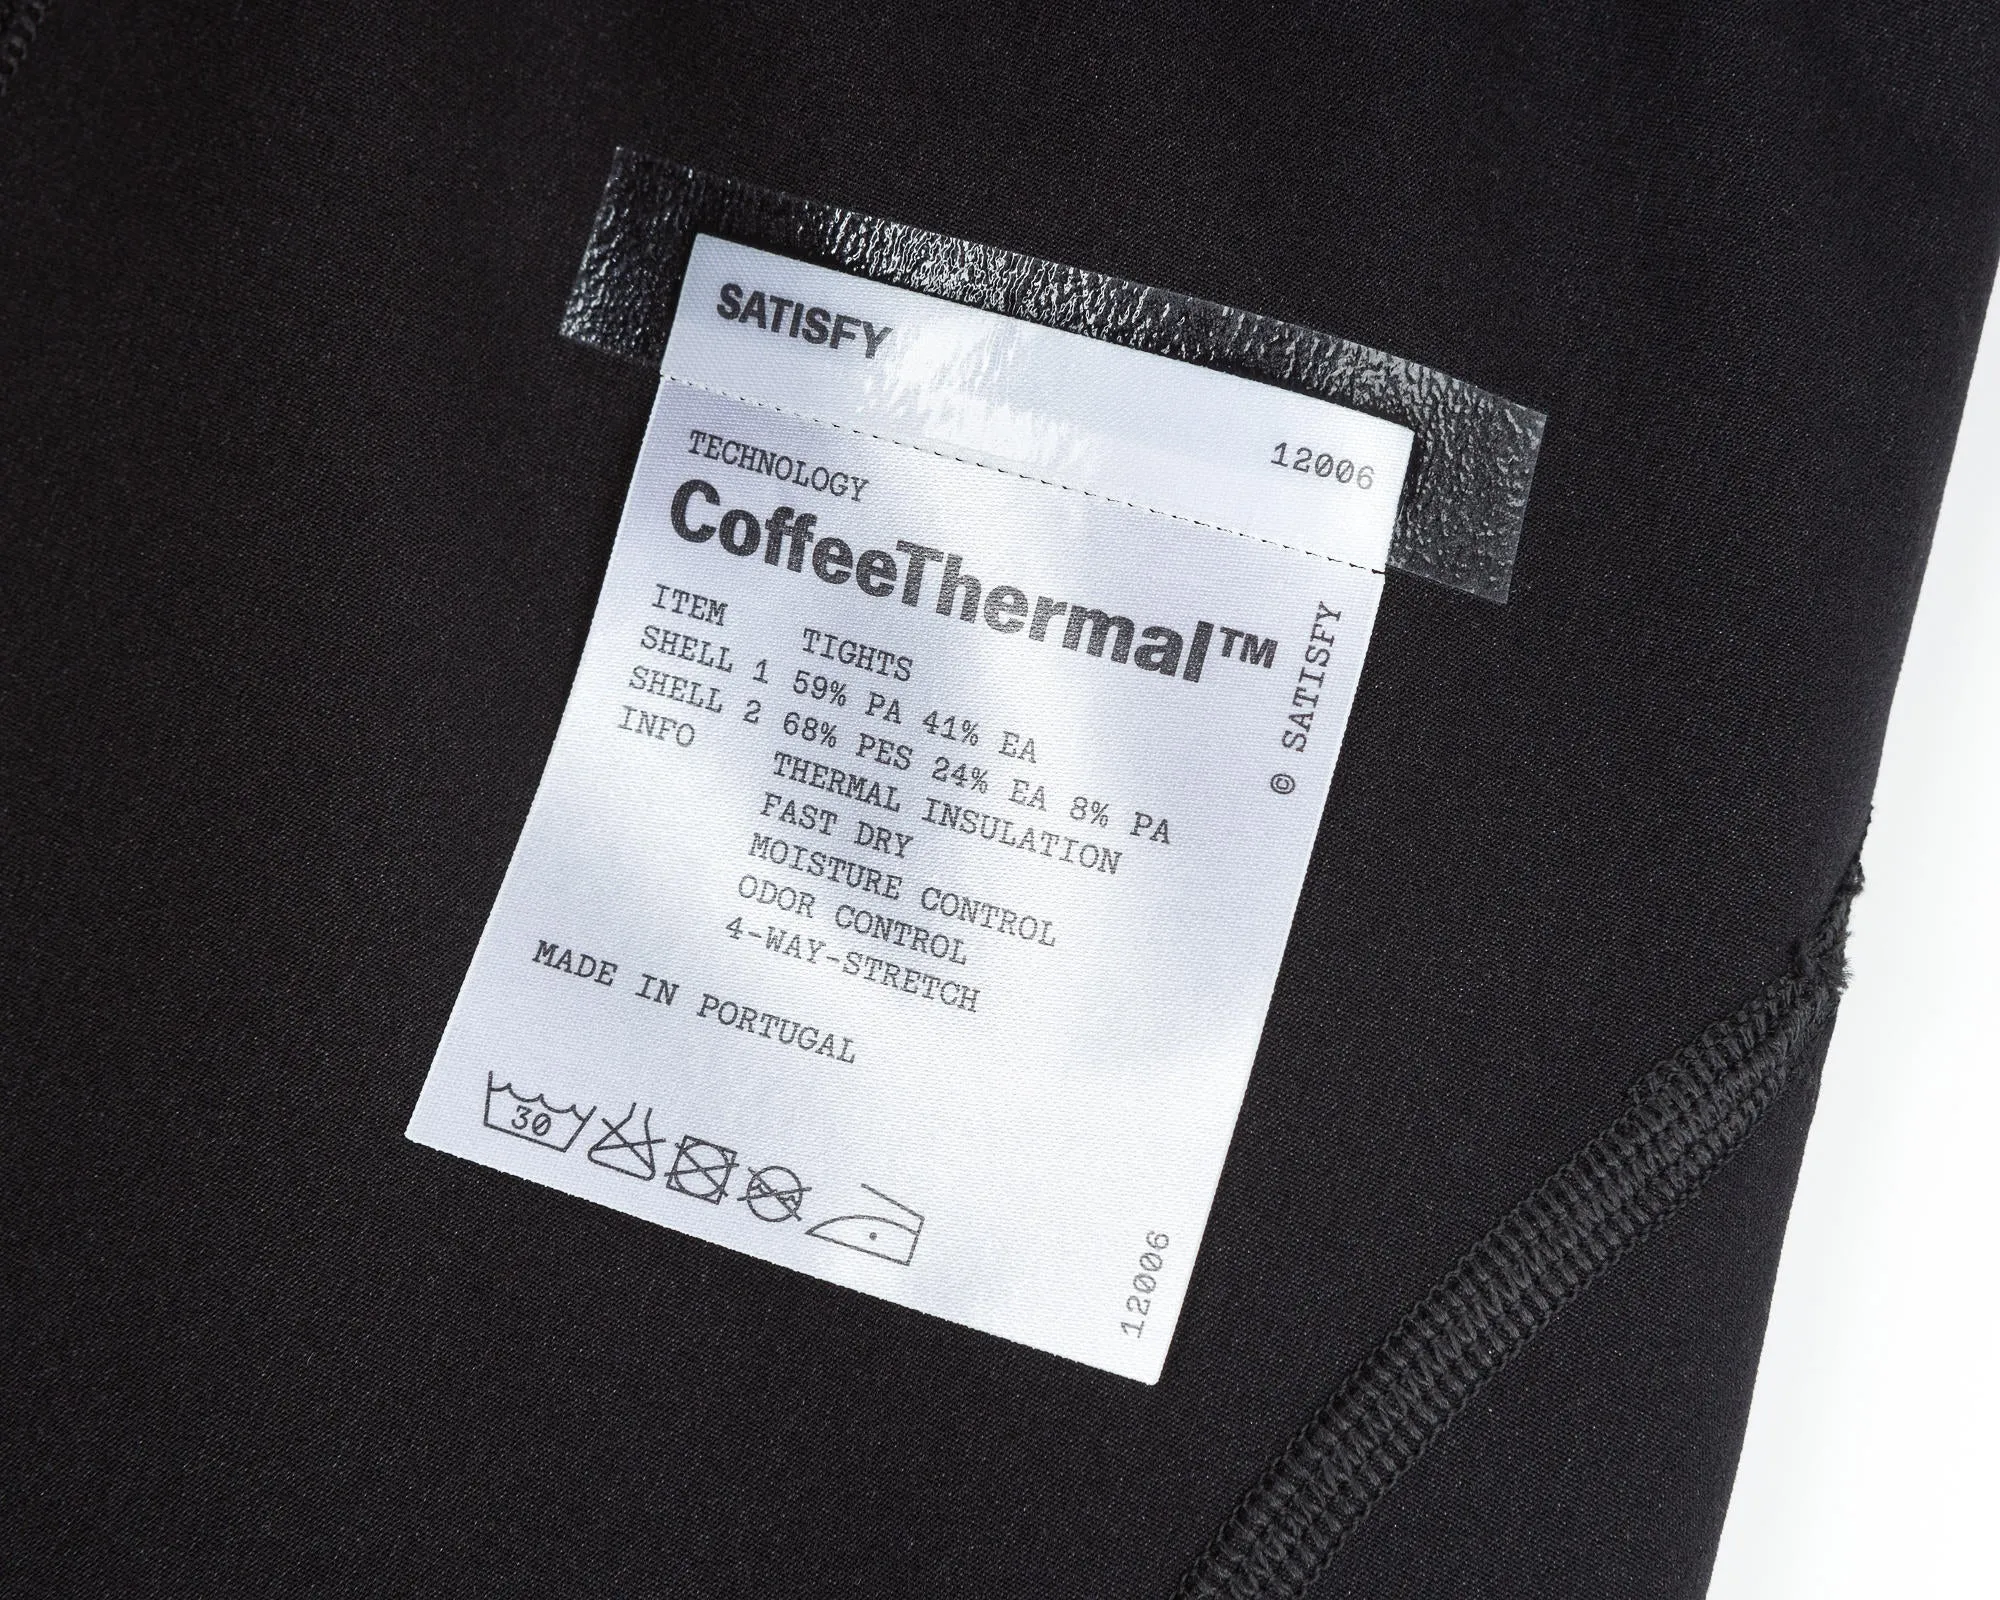 SATISFY
12006
TECHNOLOGY
CoffeeThermal™
ITEM TIGHTS
SHELL 1 59% PA 41% EA
SHELL 2 68% PES 24% EA 8% PA
INFO THERMAL INSULATION
FAST DRY
MOISTURE CONTROL
ODOR CONTROL
4-WAY-STRETCH
MADE IN PORTUGAL
30
© SATISFY
12006